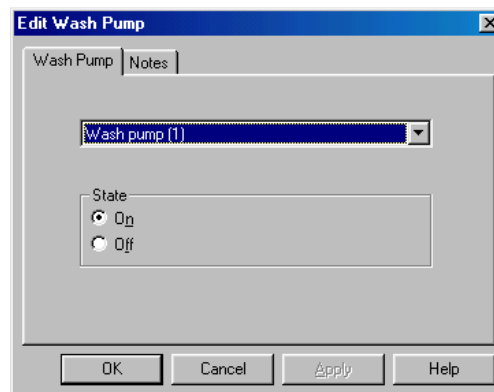 Edit Wash Pump
Wash Pump Notes
Wash pump (1)
State
On
Off
OK Cancel Apply Help